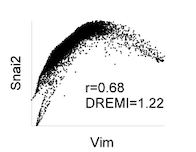 Snai2
r=0.68
DREMI=1.22
Vim